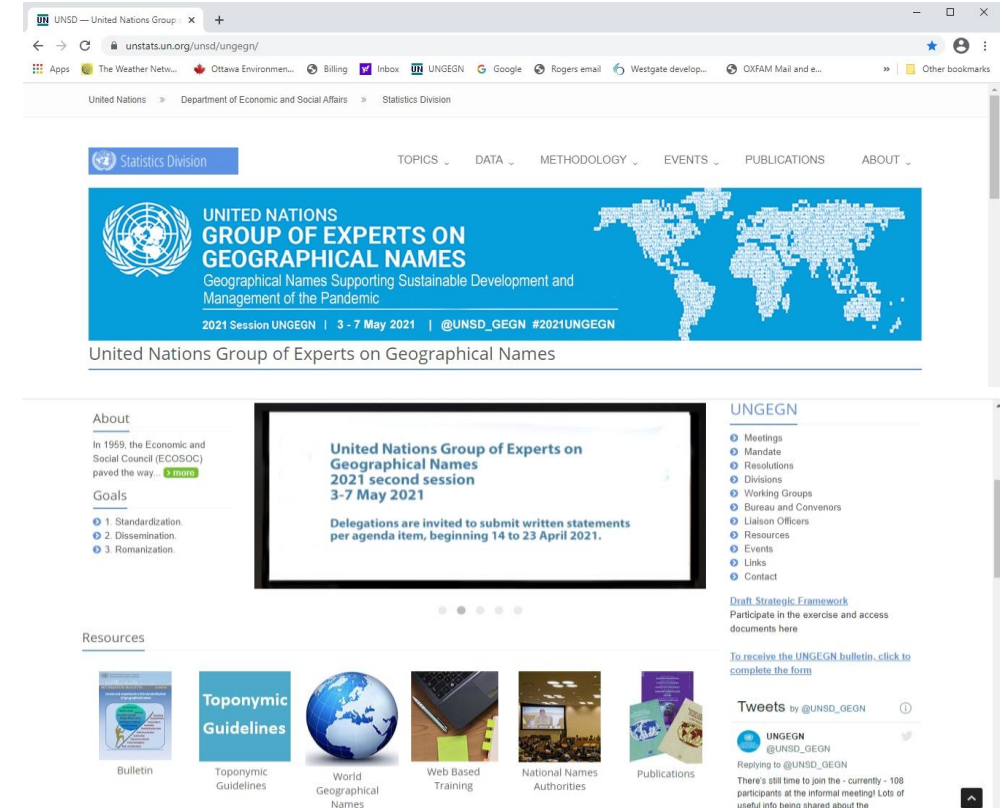 UN UNSD — United Nations Group
unstats.un.org/unsd/ungegn/
Apps The Weather Netw... Ottawa Environmen... Billing Inbox UN UNGEGN Google Rogers email Westgate develop... OXFAM Mail and e... » Other bookmarks
United Nations » Department of Economic and Social Affairs » Statistics Division
Statistics Division
TOPICS DATA METHODOLOGY EVENTS PUBLICATIONS ABOUT
UNITED NATIONS
GROUP OF EXPERTS ON
GEOGRAPHICAL NAMES
Geographical Names Supporting Sustainable Development and
Management of the Pandemic
2021 Session UNGEGN | 3 - 7 May 2021 | @UNSD_GEGN #2021UNGEGN
United Nations Group of Experts on Geographical Names
About
In 1959, the Economic and
Social Council (ECOSOC)
paved the way... more
Goals
1. Standardization.
2. Dissemination.
3. Romanization.
United Nations Group of Experts on
Geographical Names
2021 second session
3-7 May 2021
Delegations are invited to submit written statements
per agenda item, beginning 14 to 23 April 2021.
UNGEGN
Meetings
Mandate
Resolutions
Divisions
Working Groups
Bureau and Convenors
Liaison Officers
Resources
Events
Links
Contact
Draft Strategic Framework
Participate in the exercise and access
documents here
To receive the UNGEGN bulletin, click to
complete the form
Resources
Toponymic
Guidelines
Bulletin
Toponymic
Guidelines
World
Geographical
Names
Web Based
Training
National Names
Authorities
Publications
Tweets by @UNSD_GEGN
UNGEGN
@UNSD_GEGN
Replying to @UNSD_GEGN
There's still time to join the - currently - 108
participants at the informal meeting! Lots of
useful info being shared about the